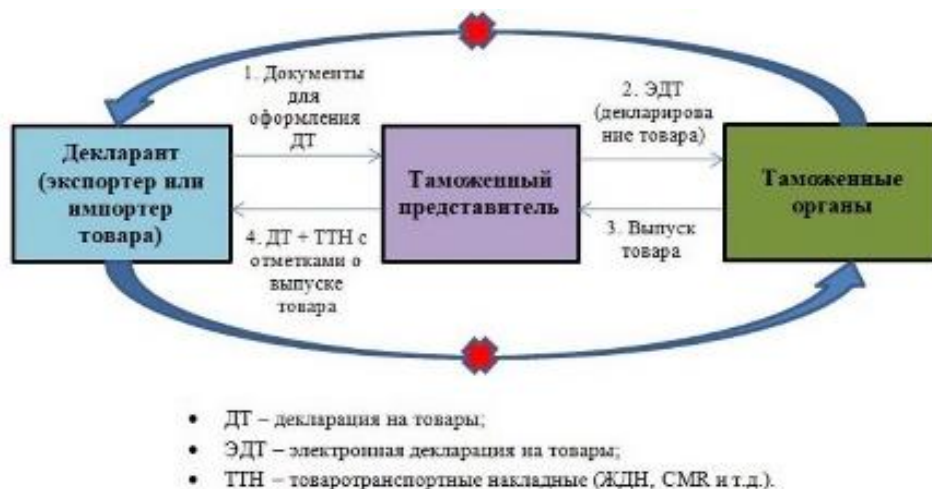 1. Документы
для
оформления
ДТ
2. ЭДТ
(деклариро­ва
ние товара)
Декларант
(экспортер или
импортер
товара)
Таможенный
представитель
Таможенные
органы
4. ДТ + ТТН с
отметками о
выпуске
товара
3. Выпуск
товара
• ДТ – декларация на товары;
• ЭДТ – электронная декларация на товары;
• ТТН – товаротранспортные накладные (ЖДН, CMR и т.д.).